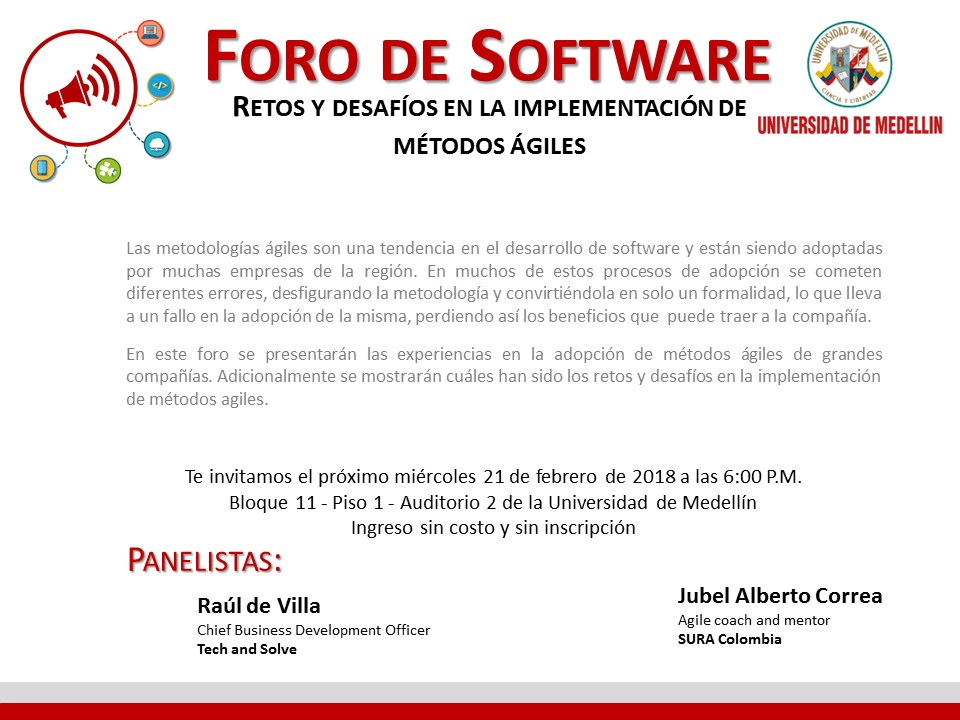 FORO DE SOFTWARE
RETOS Y DESAFÍOS EN LA IMPLEMENTACIÓN DE
MÉTODOS ÁGILES
UNIVERSIDAD DE MEDELLIN
CIENCIA Y LIBERTAD
UNIVERSIDAD DE MEDELLIN
Las metodologías ágiles son una tendencia en el desarrollo de software y están siendo adoptadas
por muchas empresas de la región. En muchos de estos procesos de adopción se cometen
diferentes errores, desfigurando la metodología y convirtiéndola en solo un formalidad, lo que lleva
a un fallo en la adopción de la misma, perdiendo así los beneficios que puede traer a la compañía.
En este foro se presentarán las experiencias en la adopción de métodos ágiles de grandes
compañías. Adicionalmente se mostrarán cuáles han sido los retos y desafíos en la implementación
de métodos agiles.
Te invitamos el próximo miércoles 21 de febrero de 2018 a las 6:00 P.M.
Bloque 11 - Piso 1 - Auditorio 2 de la Universidad de Medellín
Ingreso sin costo y sin inscripción
PANELISTAS:
Raúl de Villa
Chief Business Development Officer
Tech and Solve
Jubel Alberto Correa
Agile coach and mentor
SURA Colombia